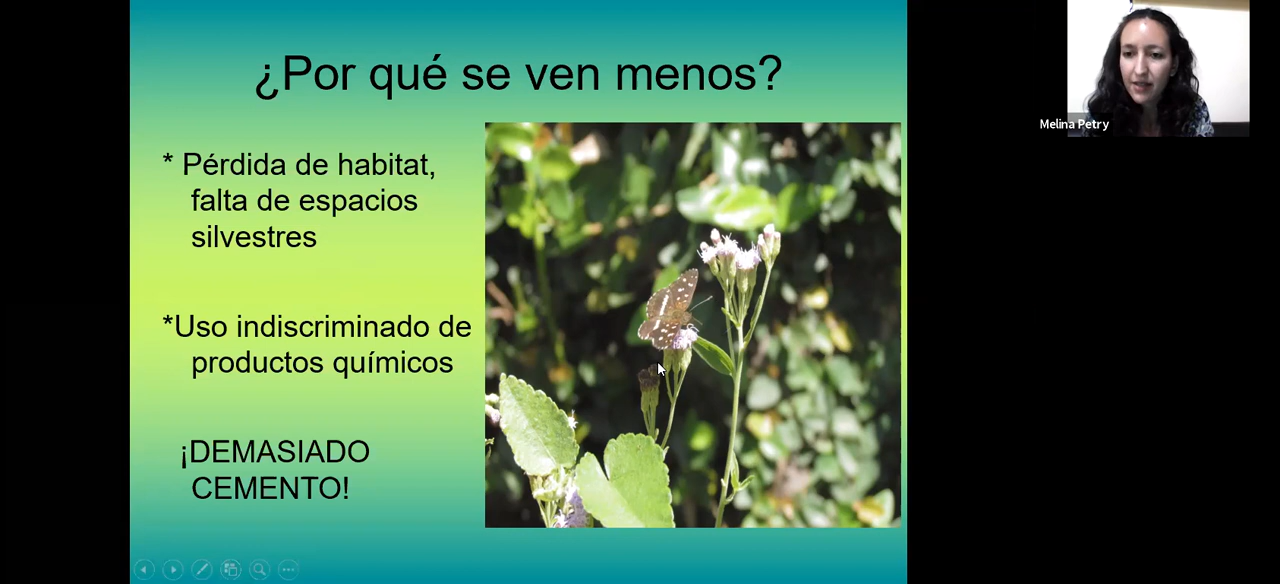 ¿Por qué se ven menos?
* Pérdida de habitat,
falta de espacios
silvestres
*Uso indiscriminado de
productos químicos
¡DEMASIADO
CEMENTO!
Melina Petry